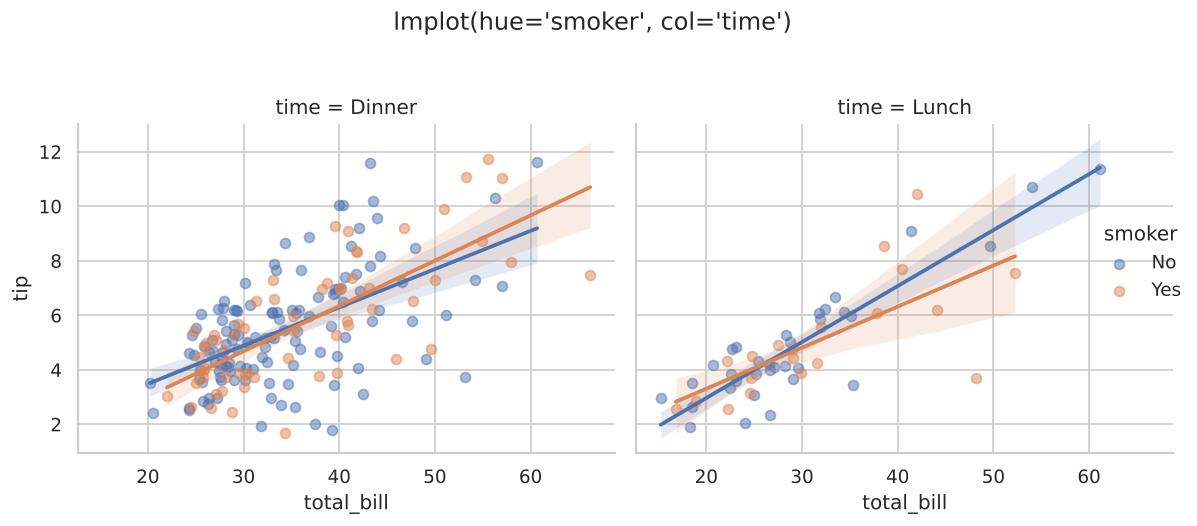 lmplot(hue='smoker', col='time')
time = Dinner
time = Lunch
12
10
8
6
4
2
tip
20
30
40
50
60
total_bill
20
30
40
50
60
total_bill
smoker
No
Yes